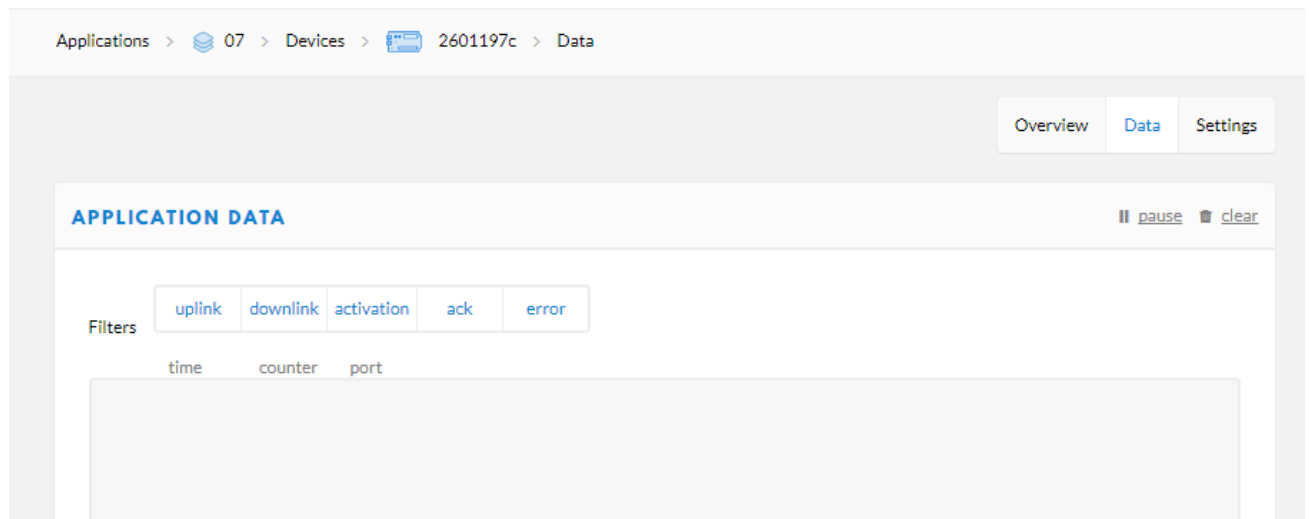 Applications > 07 > Devices > 2601197c > Data
Overview Data Settings
APPLICATION DATA pause clear
Filters uplink downlink activation ack error
time counter port